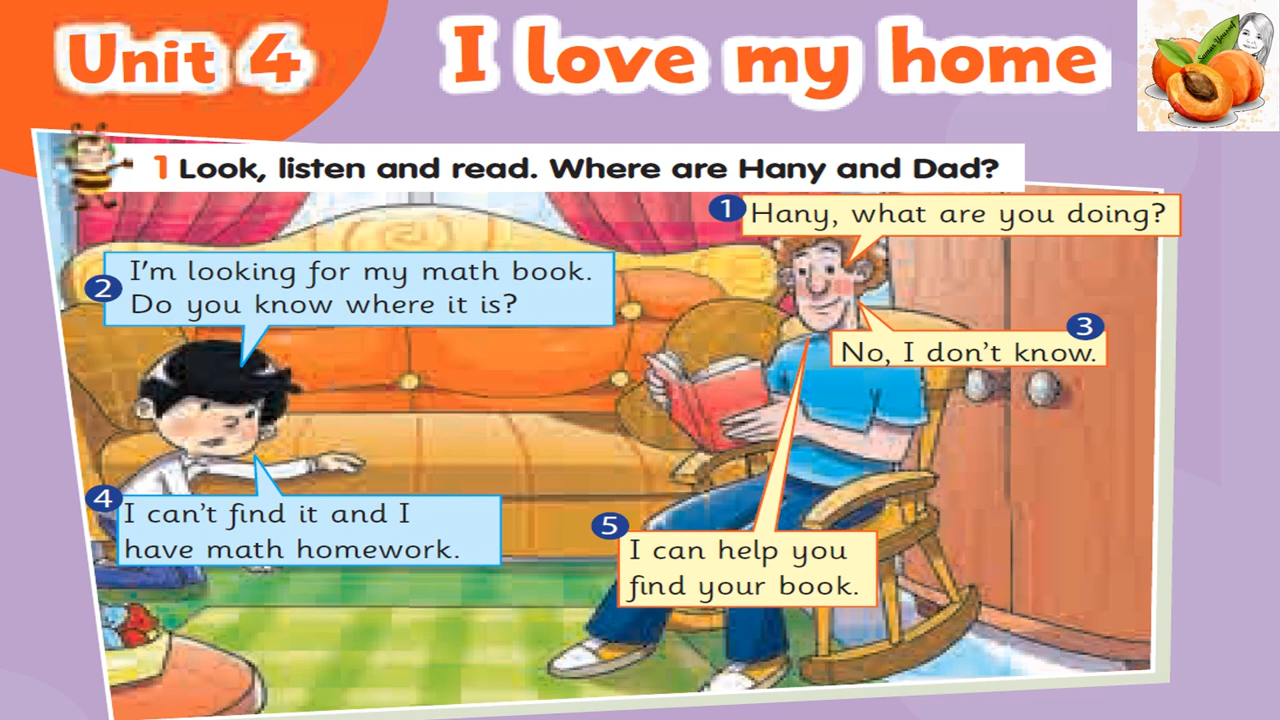 Unit 4
I love my home
1 Look, listen and read. Where are Hany and Dad?
1 Hany, what are you doing?
2 I'm looking for my math book.
Do you know where it is?
3 No, I don't know.
4 I can't find it and I
have math homework.
5 I can help you
find your book.